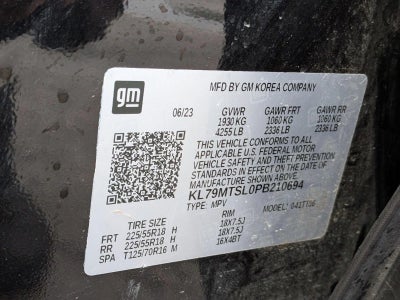 MFD BY GM KOREA COMPANY
gm
06/23 GVWR GAWR FRT GAWR RR
1930 KG 1060 KG 1060 KG
4255 LB 2336 LB 2336 LB
THIS VEHICLE CONFORMS TO ALL
APPLICABLE U.S. FEDERAL MOTOR
VEHICLE SAFETY AND THEFT PREVENTION
STANDARDS IN EFFECT ON THE DATE OF
MANUFACTURE SHOWN ABOVE.
KL79MTSL0PB210694
TYPE: MPV
TIRE SIZE RIM
FRT 225/55R18 H 18X7.5J
RR 225/55R18 H 18X7.5J
SP T125/70R16 M 16X4BT